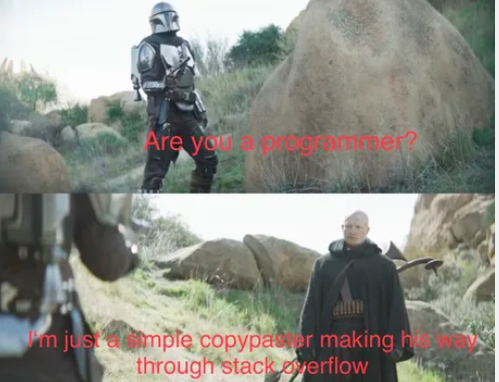 Are you a programmer?
I'm just a simple copypaster making his way
through stack overflow